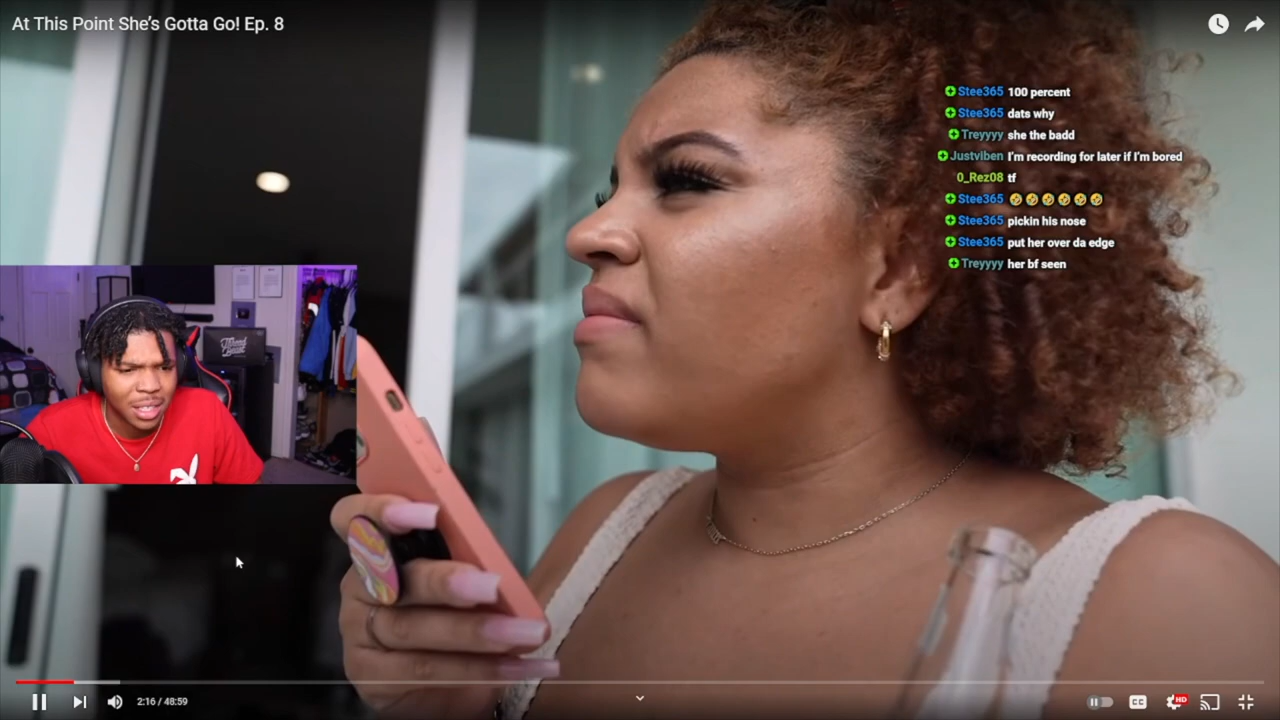 At This Point She’s Gotta Go! Ep. 8
Stee365 100 percent
Stee365 dats why
Treyyyy she the badd
Justviben I'm recording for later if I'm bored
0_Rez08 tf
Stee365 🤣🤣🤣🤣🤣🤣
Stee365 pickin his nose
Stee365 put her over da edge
Treyyyy her bf seen
2:16 / 48:59
CC
HD